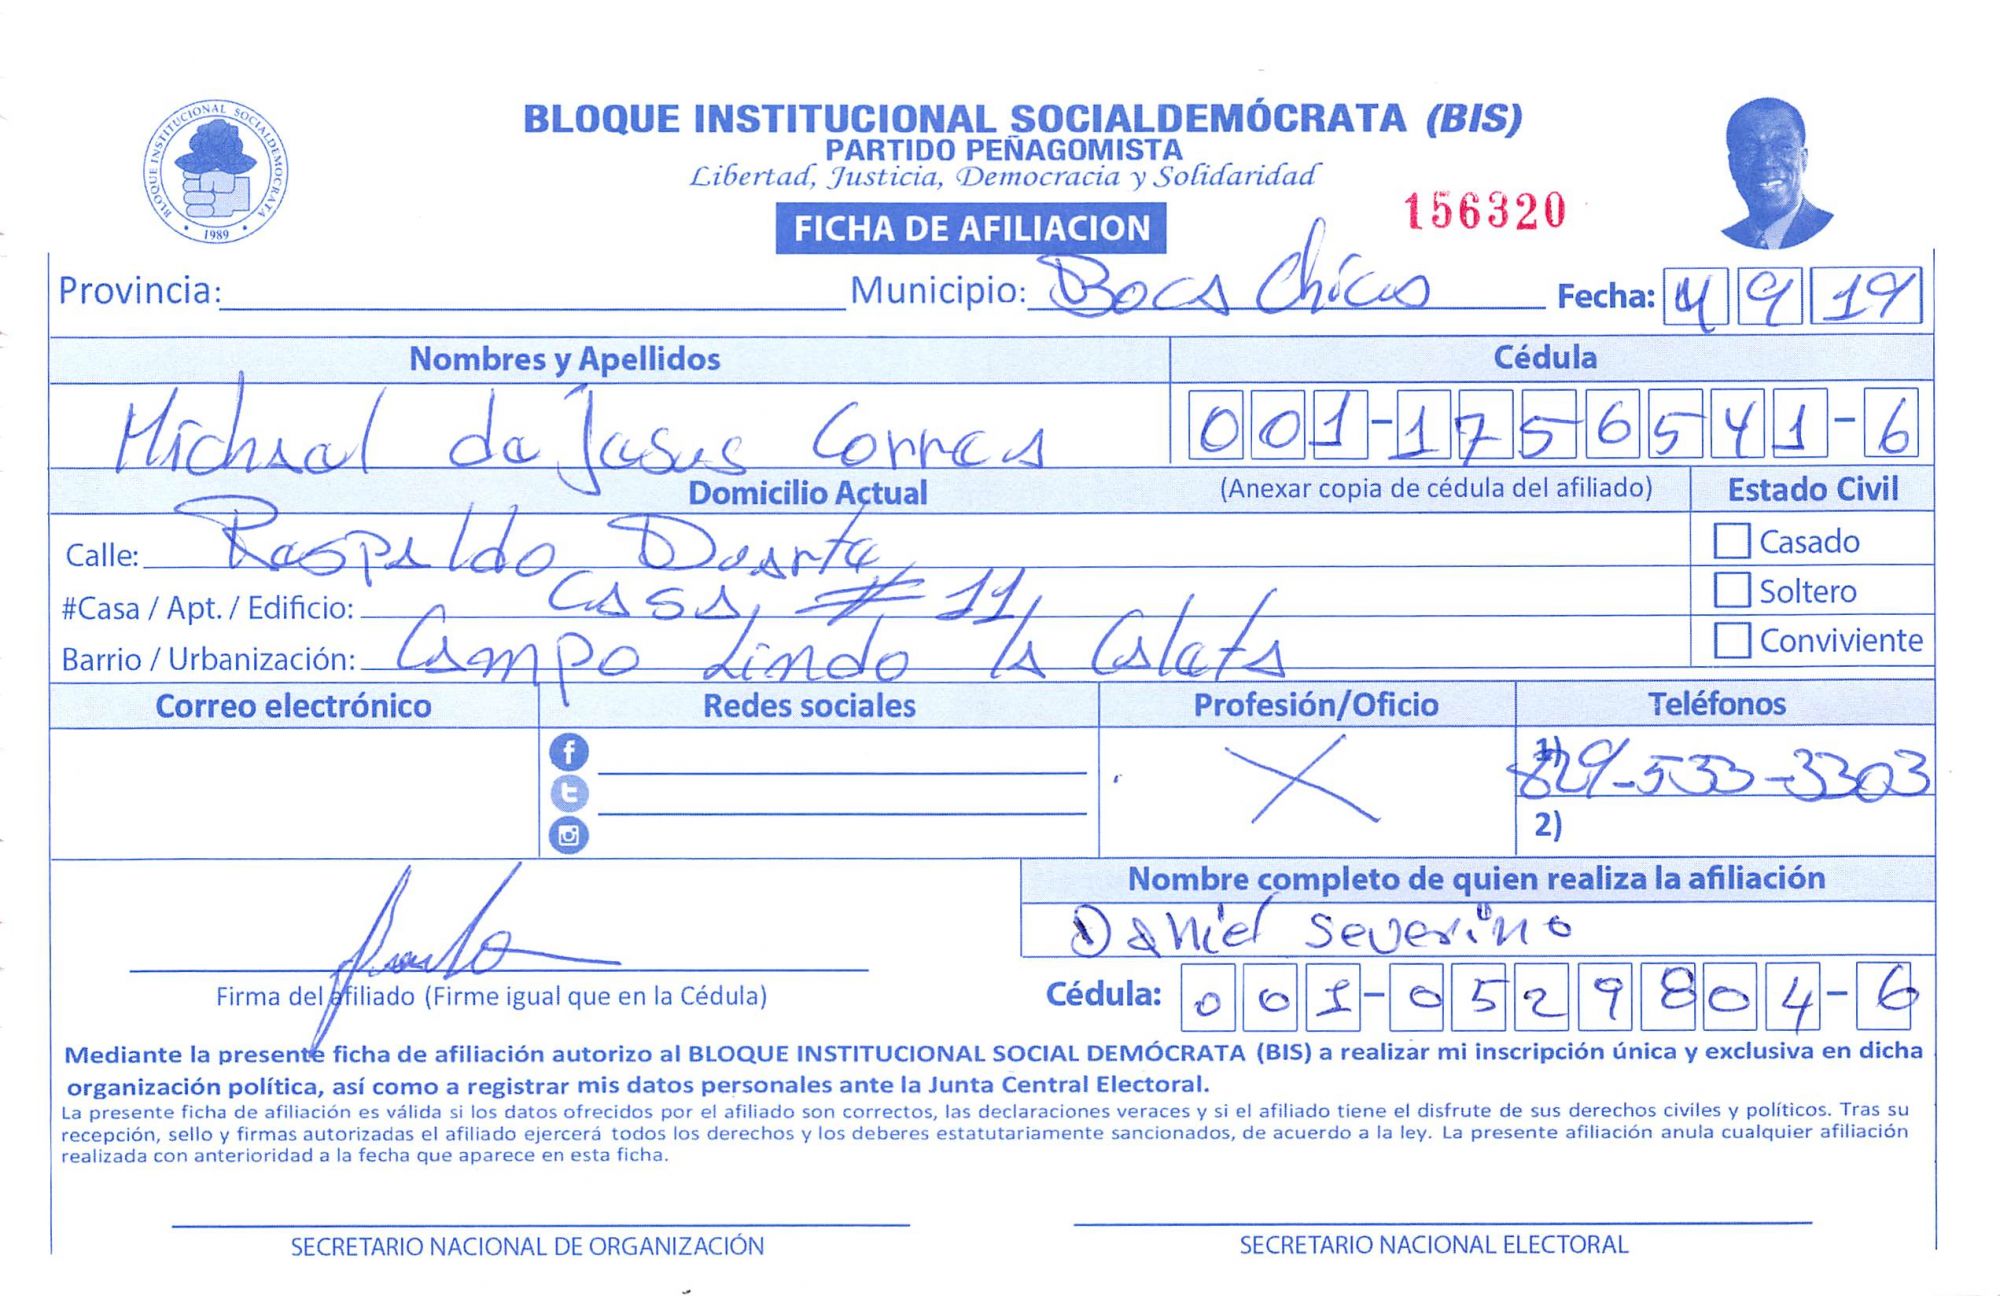 BLOQUE INSTITUCIONAL SOCIALDEMÓCRATA (BIS)
PARTIDO PEÑAGOMISTA
Libertad, Justicia, Democracia y Solidaridad
BLOQUE INSTITUCIONAL SOCIALDEMOCRATA
1989
156320
FICHA DE AFILIACION
Provincia: Municipio: Boca Chica Fecha: 4 9 19
Nombres y Apellidos Cédula
Michael de Jesus Correa 001-1756541-6
Domicilio Actual (Anexar copia de cédula del afiliado) Estado Civil
Calle: Respaldo Duarte Casado
#Casa / Apt. / Edificio: Casa # 11 Soltero
Barrio / Urbanización: Campo Lindo la Caleta Conviviente
Correo electrónico Redes sociales Profesión/Oficio Teléfonos
1) 829-533-3303
2)
Nombre completo de quien realiza la afiliación
Daniel Severino
Firma del afiliado (Firme igual que en la Cédula) Cédula: 001-0529804-6
Mediante la presente ficha de afiliación autorizo al BLOQUE INSTITUCIONAL SOCIAL DEMÓCRATA (BIS) a realizar mi inscripción única y exclusiva en dicha
organización política, así como a registrar mis datos personales ante la Junta Central Electoral.
La presente ficha de afiliación es válida si los datos ofrecidos por el afiliado son correctos, las declaraciones veraces y si el afiliado tiene el disfrute de sus derechos civiles y políticos. Tras su
recepción, sello y firmas autorizadas el afiliado ejercerá todos los derechos y los deberes estatutariamente sancionados, de acuerdo a la ley. La presente afiliación anula cualquier afiliación
realizada con anterioridad a la fecha que aparece en esta ficha.
SECRETARIO NACIONAL DE ORGANIZACIÓN SECRETARIO NACIONAL ELECTORAL